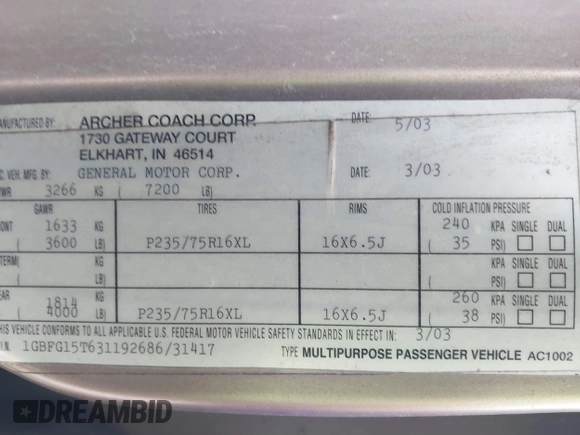 ANUFACTURED BY: ARCHER COACH CORP. DATE: 5/03
1730 GATEWAY COURT
ELKHART, IN 46514
C. VEH. MFG. BY: GENERAL MOTOR CORP. DATE: 3/03
VWR 3266 KG ( 7200 LB)
GAWR TIRES RIMS COLD INFLATION PRESSURE
ONT 1633 KG 240 KPA SINGLE DUAL
( 3600 LB) P235/75R16XL 16X6.5J ( 35 PSI)
TERM KG KPA SINGLE DUAL
( LB) ( PSI)
EAR 1814 KG 260 KPA SINGLE DUAL
( 4000 LB) P235/75R16XL 16X6.5J ( 38 PSI)
HIS VEHICLE CONFORMS TO ALL APPLICABLE U.S. FEDERAL MOTOR VEHICLE SAFETY STANDARDS IN EFFECT IN: 3/03
I.N. 1GBFG15T631192686/31417 TYPE MULTIPURPOSE PASSENGER VEHICLE AC1002
DREAMBID